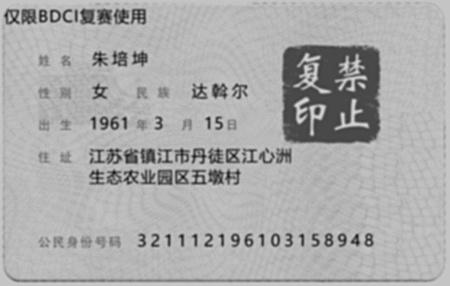 仅限BDCI复赛使用
姓名 朱培坤
性别 女 民族 达斡尔
出生 1961 年 3 月 15 日
住址 江苏省镇江市丹徒区江心洲
生态农业园区五墩村
公民身份号码 321112196103158948
禁止
复印